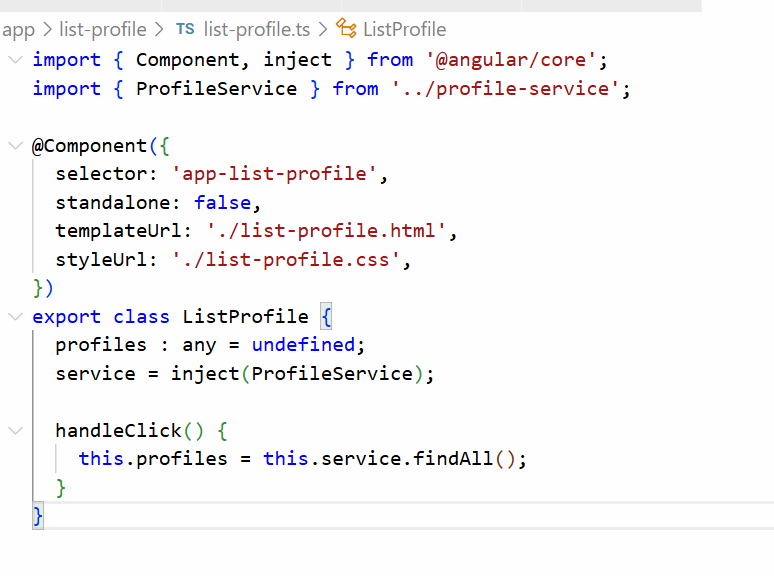 app > list-profile > TS list-profile.ts > ListProfile
import { Component, inject } from '@angular/core';
import { ProfileService } from '../profile-service';
@Component({
  selector: 'app-list-profile',
  standalone: false,
  templateUrl: './list-profile.html',
  styleUrl: './list-profile.css',
})
export class ListProfile {
  profiles : any = undefined;
  service = inject(ProfileService);
  handleClick() {
    this.profiles = this.service.findAll();
  }
}